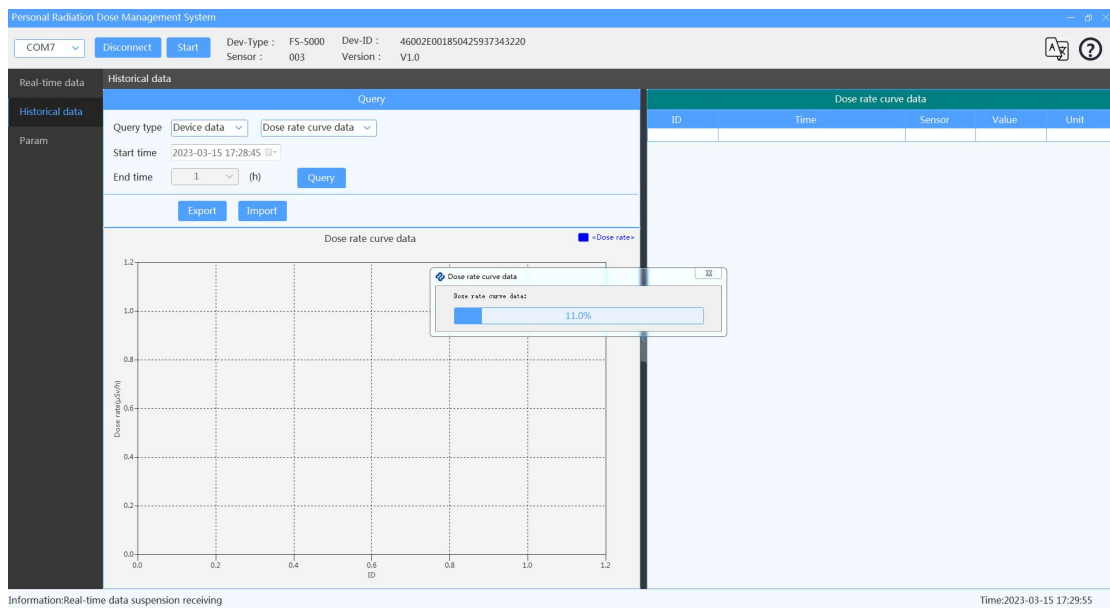 Personal Radiation Dose Management System
COM7 Disconnect Start Dev-Type : FS-5000 Dev-ID : 46002E001850425937343220
Sensor : 003 Version : V1.0
Real-time data
Historical data
Param
Historical data
Query
Query type Device data Dose rate curve data
Start time 2023-03-15 17:28:45
End time 1 (h) Query
Export Import
Dose rate curve data
<Dose rate>
1.2
1.0
0.8
0.6
0.4
0.2
0.0
Dose rate(μSv/h)
0.0 0.2 0.4 0.6 0.8 1.0 1.2
ID
Dose rate curve data
Dose rate curve data:
11.0%
Dose rate curve data
ID Time Sensor Value Unit
Information:Real-time data suspension receiving
Time:2023-03-15 17:29:55